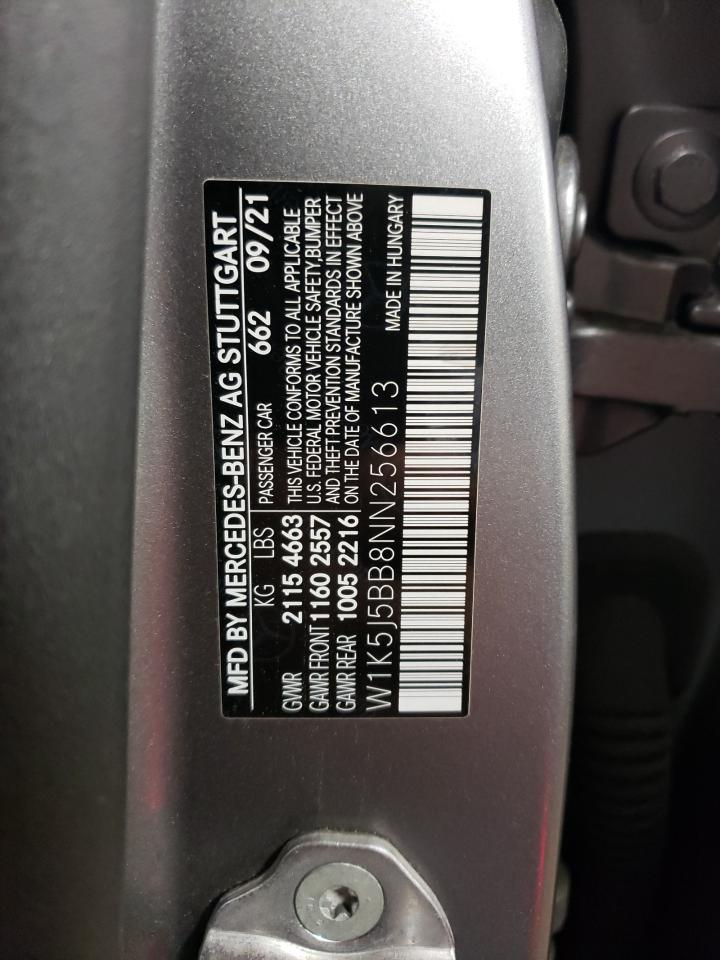 MFD BY MERCEDES-BENZ AG STUTTGART
662 09/21
KG LBS PASSENGER CAR
GVWR 2115 4663 THIS VEHICLE CONFORMS TO ALL APPLICABLE
GAWR FRONT 1160 2557 U.S. FEDERAL MOTOR VEHICLE SAFETY,BUMPER
GAWR REAR 1005 2216 AND THEFT PREVENTION STANDARDS IN EFFECT
ON THE DATE OF MANUFACTURE SHOWN ABOVE
W1K5J5BB8NN256613
MADE IN HUNGARY